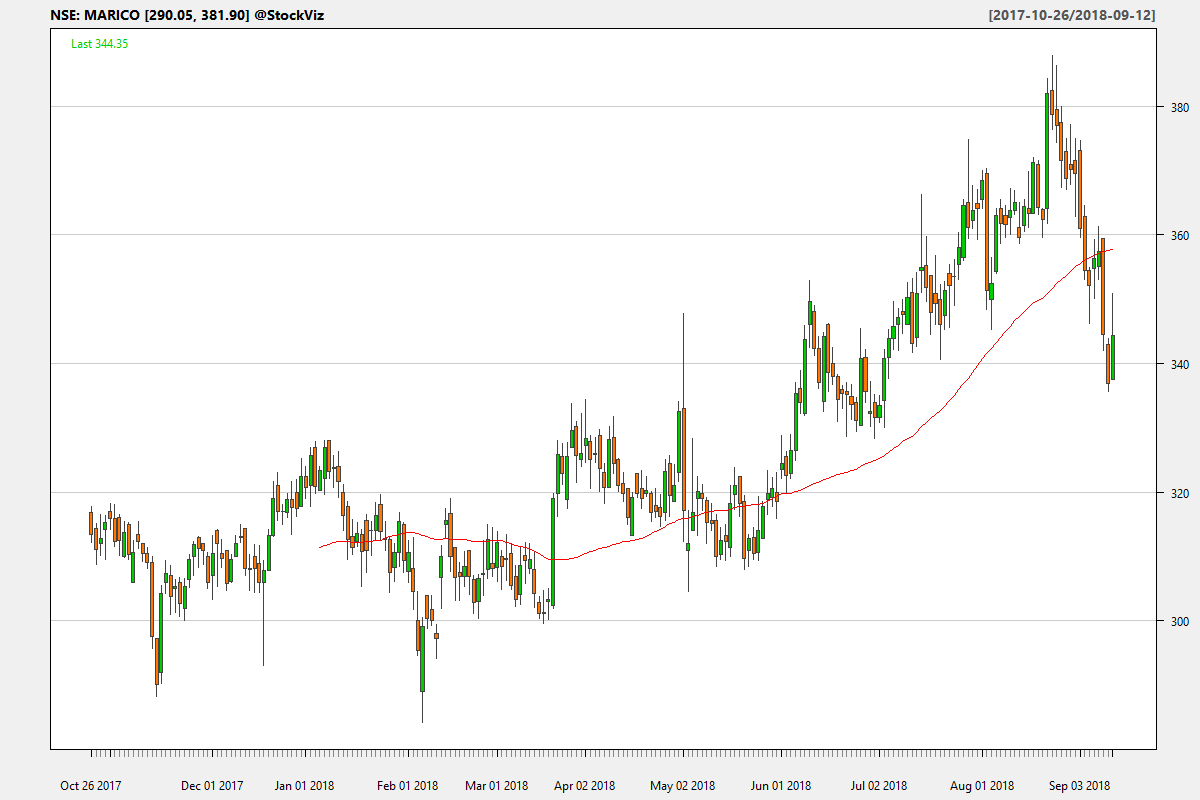 NSE: MARICO [290.05, 381.90] @StockViz [2017-10-26/2018-09-12]
Last 344.35
380
360
340
320
300
Oct 26 2017 Dec 01 2017 Jan 01 2018 Feb 01 2018 Mar 01 2018 Apr 02 2018 May 02 2018 Jun 01 2018 Jul 02 2018 Aug 01 2018 Sep 03 2018